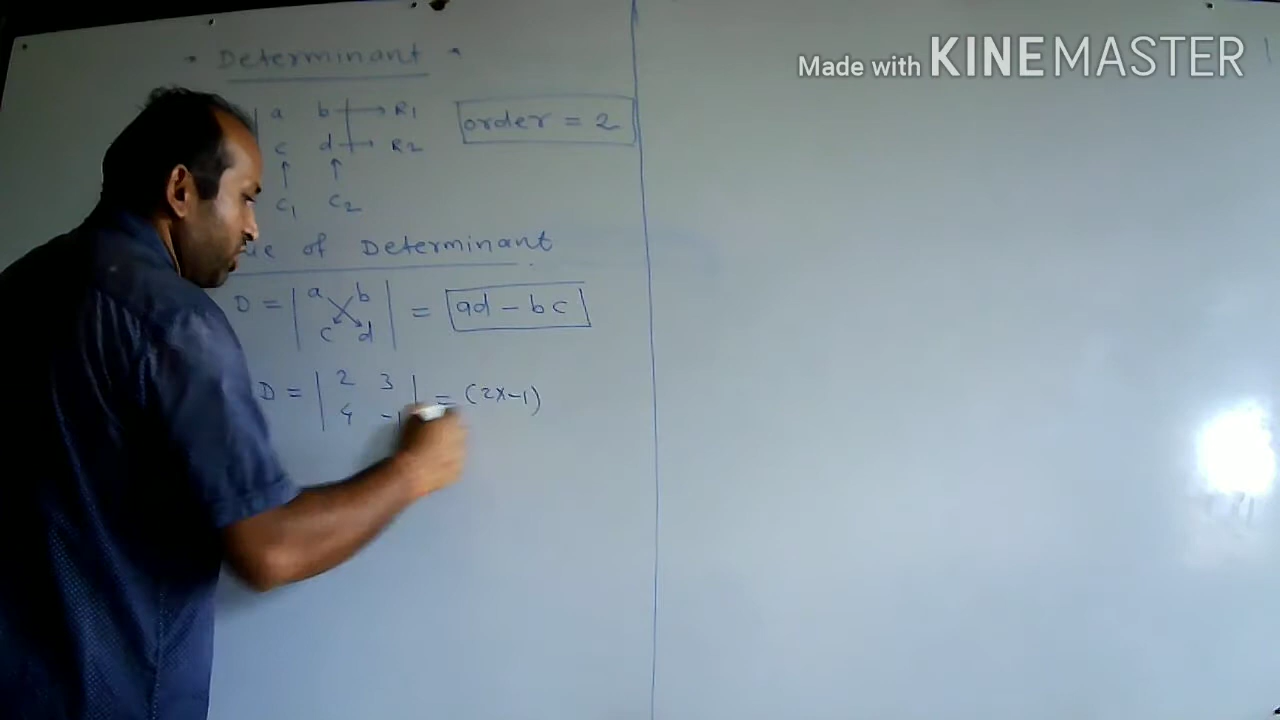 Made with KINEMASTER
• Determinant •
| a b → R1
c d → R2
order = 2
↑ ↑
C1 C2
of Determinant
D = | a b | = ad - bc
c d
D = | 2 3 | = (2x-1)
4 -1